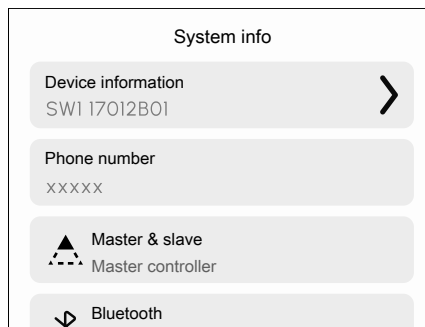 System info
Device information
SW1 17012B01
Phone number
xxxxx
Master & slave
Master controller
Bluetooth